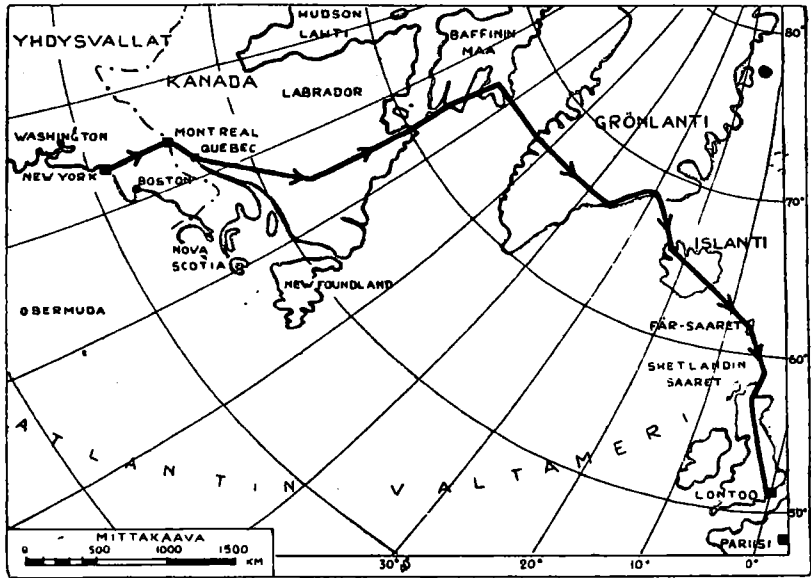 HUDSON
LAHTI
BAFFININ
MAA
80°
YHDYSVALLAT
KANADA
LABRADOR
GRÖNLANTI
WASHINGTON
MONTREAL
QUEBEC
NEW YORK
BOSTON
70°
NOVA
SCOTIA
ISLANTI
NEW FOUNDLAND
BERMUDA
FÄR-SAARET
60°
SHETLANDIN
SAARET
ATLANTIN VALTAMERI
LONTOO
50°
PARIISI
MITTAKAAVA
0 500 1000 1500
KM
30° 20° 10° 0°